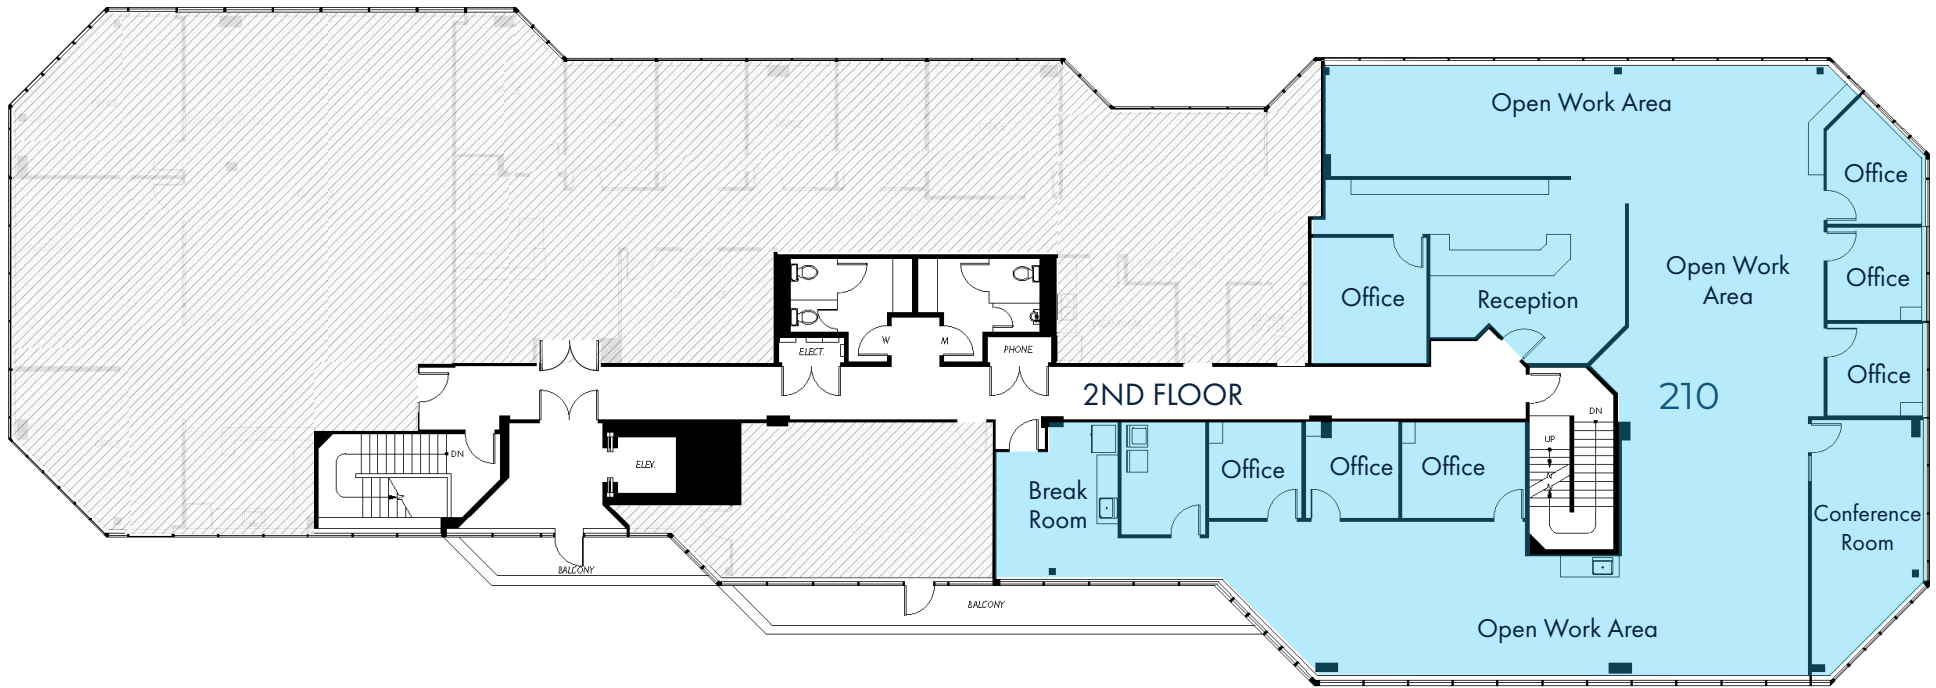 Open Work Area
Office
Open Work
Area
Office
Office
Reception
Office
Office
W
M
ELECT.
PHONE
2ND FLOOR
210
DN
UP
DN
ELEV.
Office
Office
Office
Break
Room
Conference
Room
BALCONY
BALCONY
Open Work Area